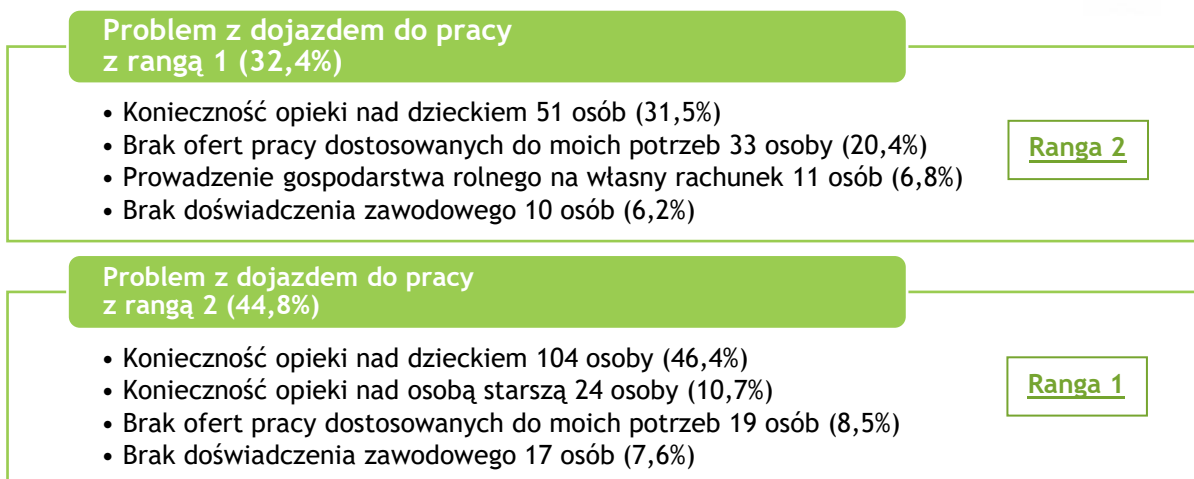 Problem z dojazdem do pracy
z rangą 1 (32,4%)
• Konieczność opieki nad dzieckiem 51 osób (31,5%)
• Brak ofert pracy dostosowanych do moich potrzeb 33 osoby (20,4%)
• Prowadzenie gospodarstwa rolnego na własny rachunek 11 osób (6,8%)
• Brak doświadczenia zawodowego 10 osób (6,2%)
Ranga 2
Problem z dojazdem do pracy
z rangą 2 (44,8%)
• Konieczność opieki nad dzieckiem 104 osoby (46,4%)
• Konieczność opieki nad osobą starszą 24 osoby (10,7%)
• Brak ofert pracy dostosowanych do moich potrzeb 19 osób (8,5%)
• Brak doświadczenia zawodowego 17 osób (7,6%)
Ranga 1